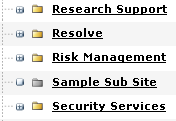 Research Support
Resolve
Risk Management
Sample Sub Site
Security Services